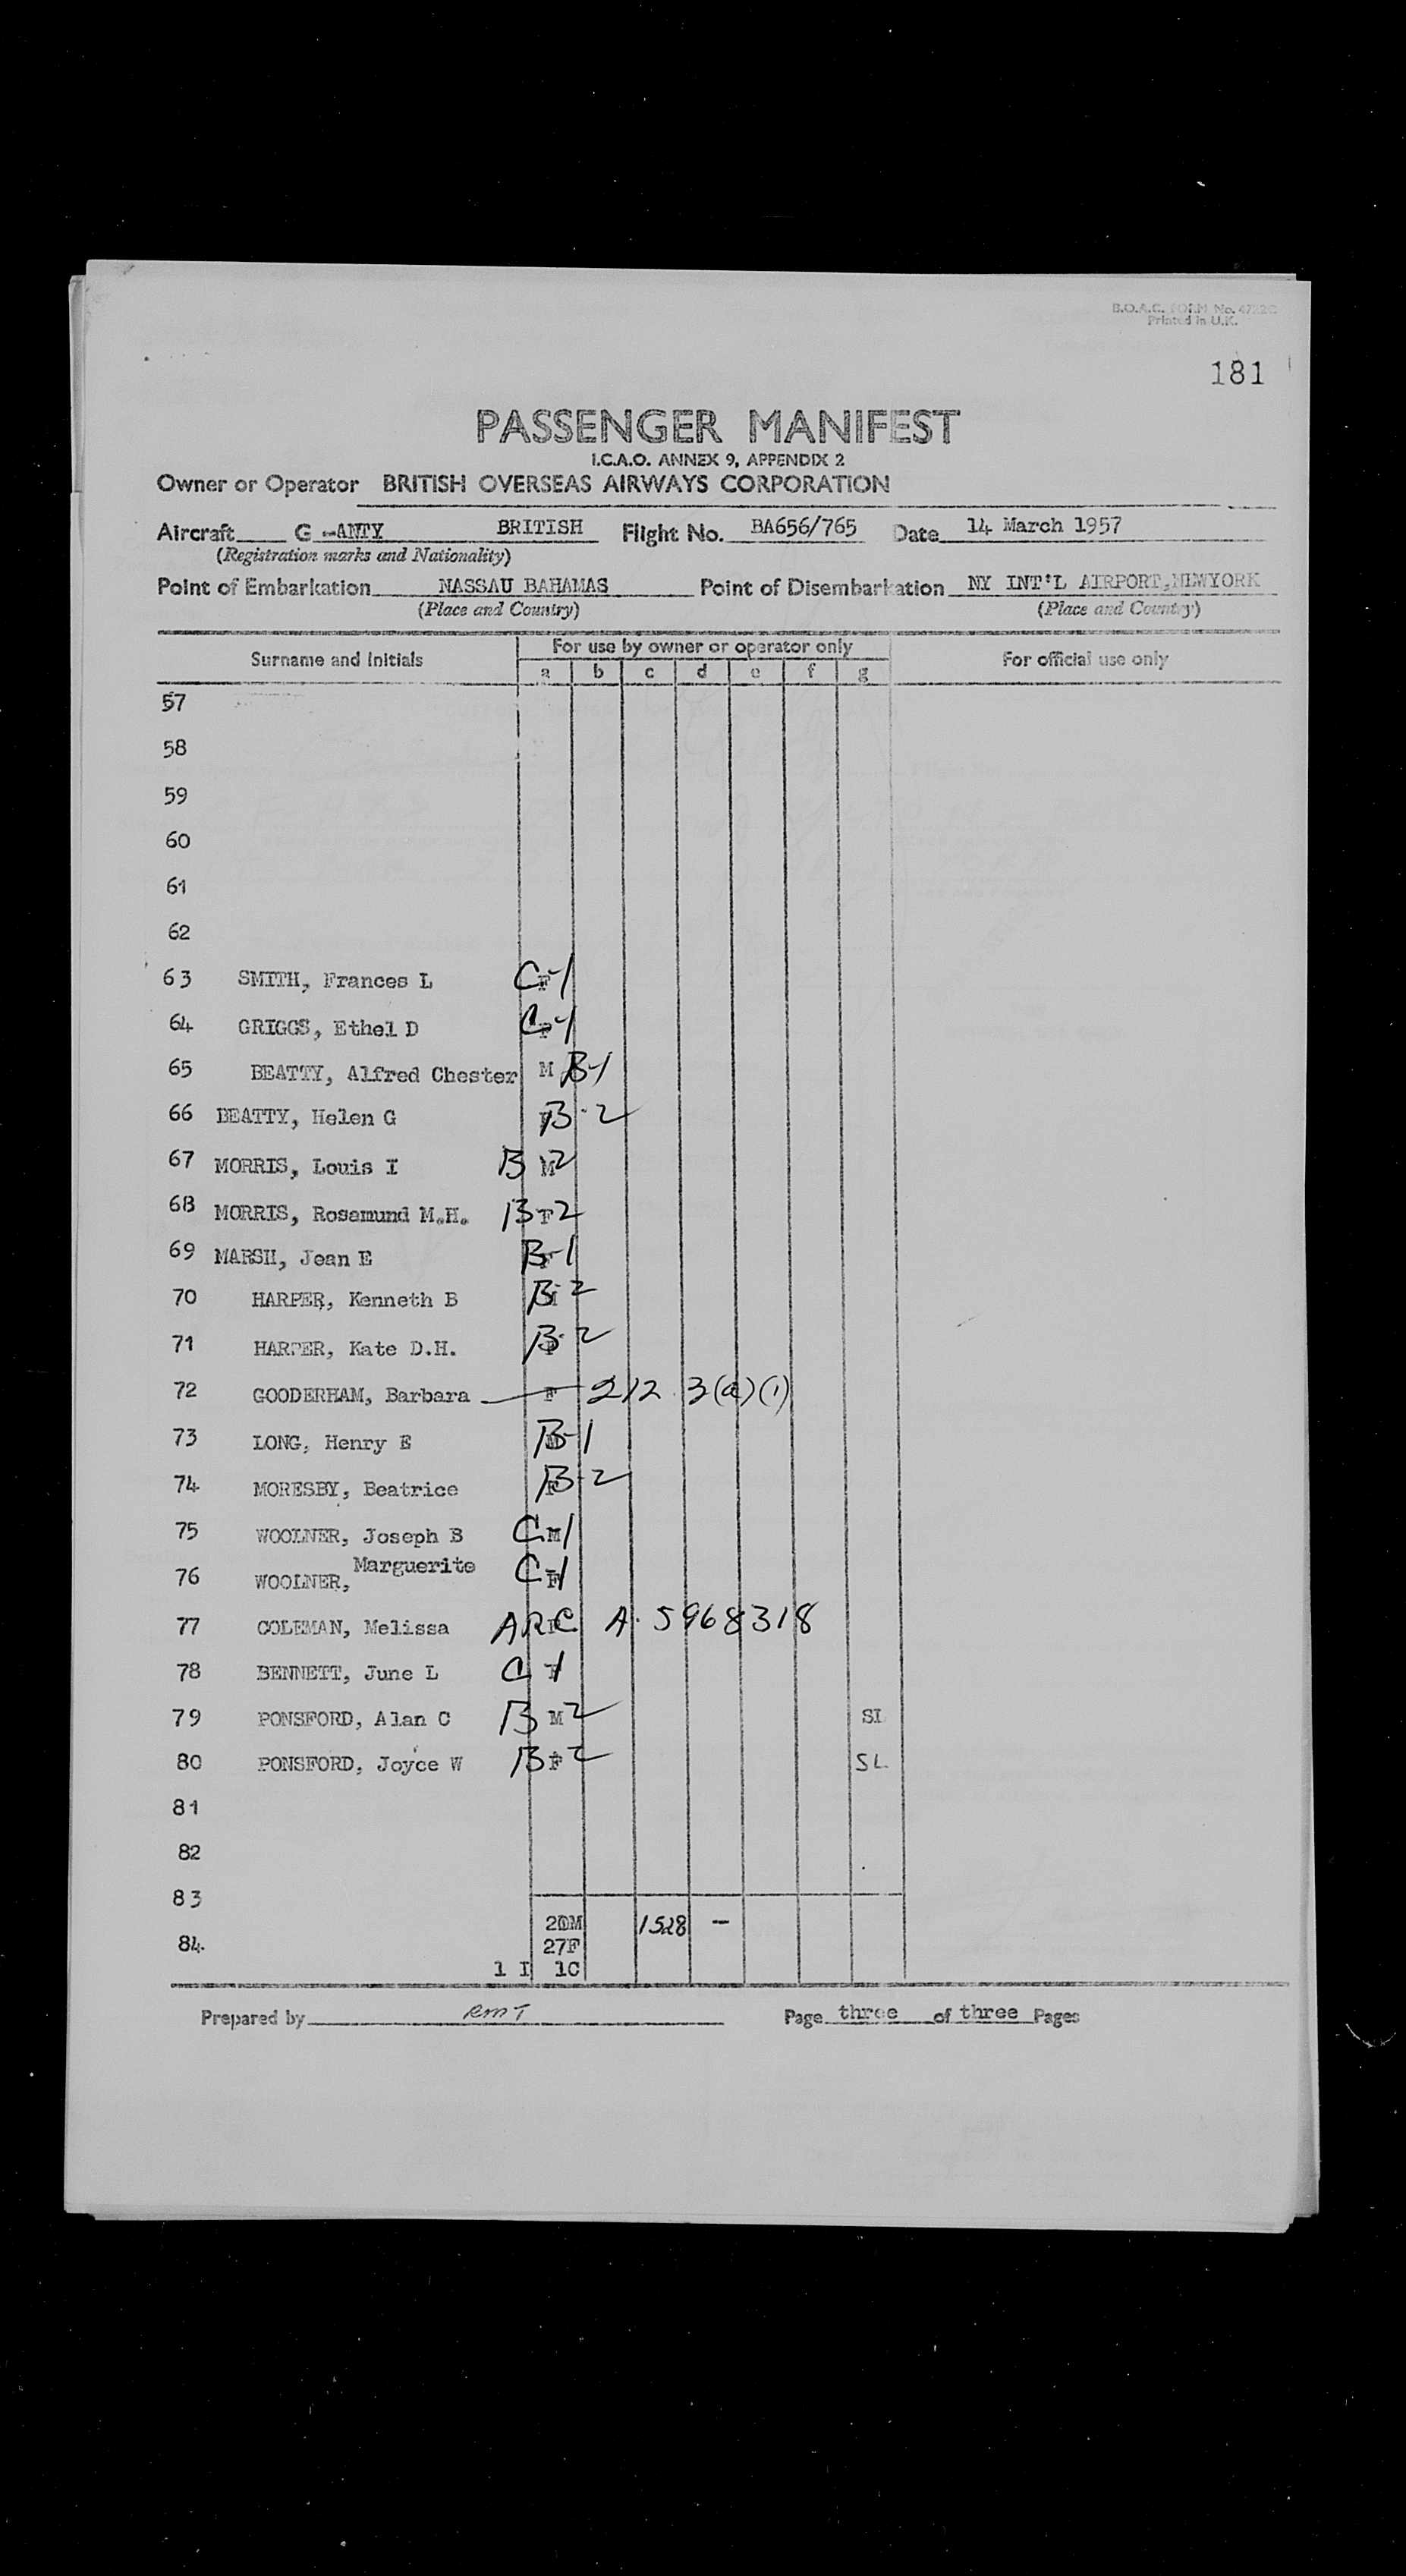 B.O.A.C. FORM No. 4722C
Printed in U.K.
181
PASSENGER MANIFEST
I.C.A.O. ANNEX 9, APPENDIX 2
Owner or Operator BRITISH OVERSEAS AIRWAYS CORPORATION
Aircraft G -ANTY BRITISH Flight No. BA656/765 Date 14 March 1957
(Registration marks and Nationality)
Point of Embarkation NASSAU BAHAMAS Point of Disembarkation NY INT'L AIRPORT,NEWYORK
(Place and Country) (Place and Country)
Surname and Initials For use by owner or operator only For official use only
a b c d e f g
57
58
59
60
61
62
63 SMITH, Frances L F C-1
64 GRIGGS, Ethel D F C-1
65 BEATTY, Alfred Chester M B-1
66 BEATTY, Helen G F B-2
67 MORRIS, Louis I M B 2
68 MORRIS, Rosamund M.H. F B-2
69 MARSH, Jean E F B-1
70 HARPER, Kenneth B M B-2
71 HARPER, Kate D.H. F B-2
72 GOODERHAM, Barbara F 212 3(a)(1)
73 LONG, Henry E M B-1
74 MORESBY, Beatrice F B-2
75 WOOLNER, Joseph B M C-1
76 WOOLNER, Marguerite F C-1
77 COLEMAN, Melissa F ARC A. 5968318
78 BENNETT, June L F C-1
79 PONSFORD, Alan C M B 2 SL
80 PONSFORD, Joyce W F B-2 SL
81
82
83
84.
20M 1528 -
27F
1 I 1C
Prepared by RMT Page three of three Pages